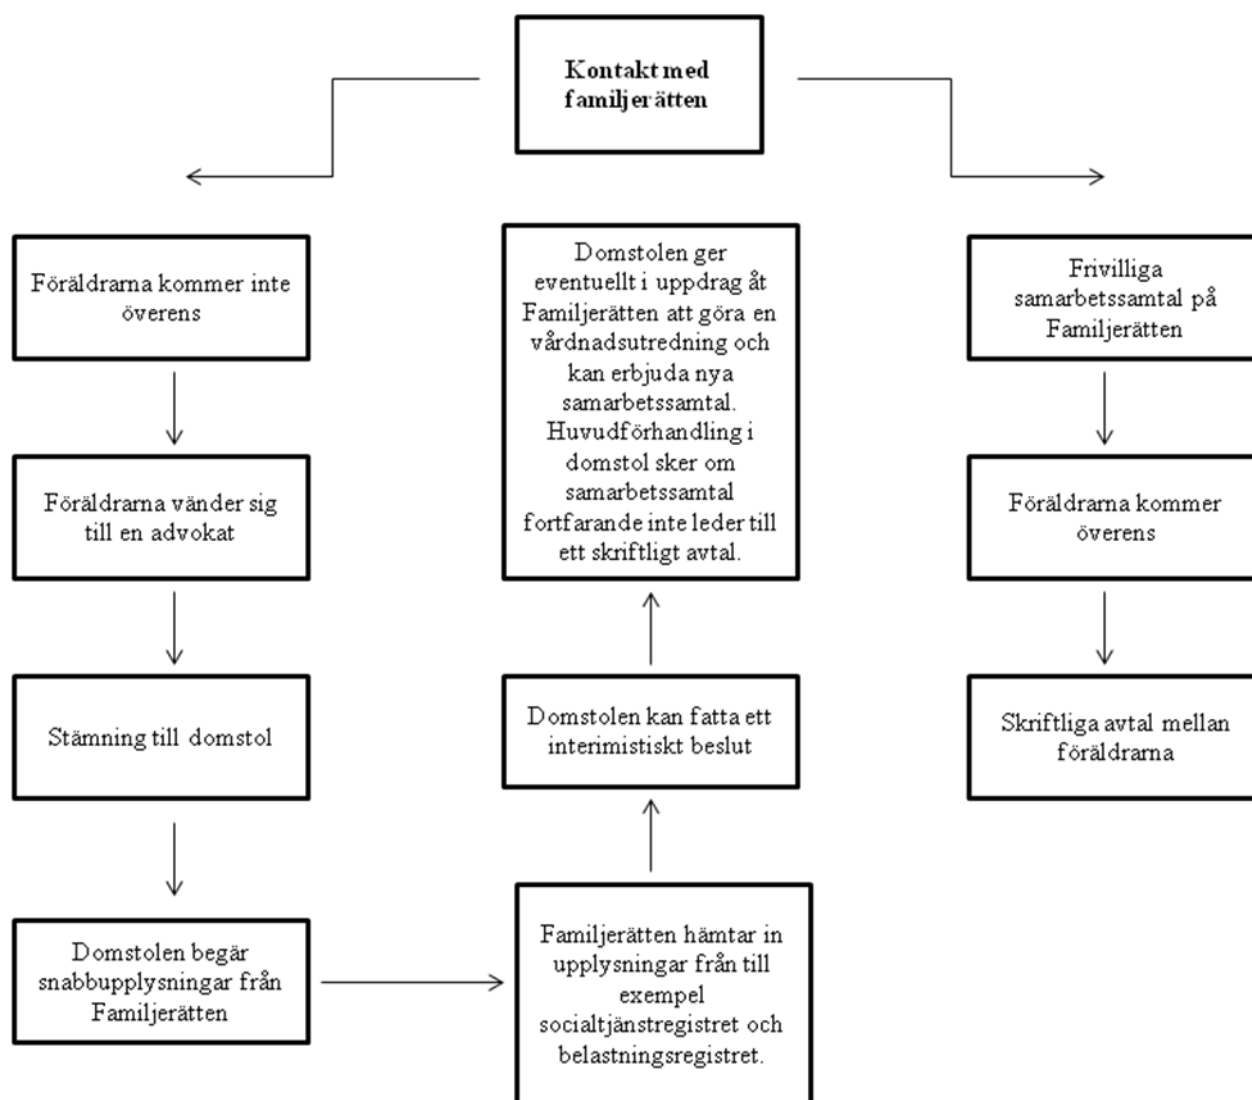 Kontakt med
familjerätten
Föräldrarna kommer inte
överens
Föräldrarna vänder sig
till en advokat
Stämning till domstol
Domstolen begär
snabbupplysningar från
Familjerätten
Familjerätten hämtar in
upplysningar från till
exempel
socialtjänstregistret och
belastningsregistret.
Domstolen kan fatta ett
interimistiskt beslut
Domstolen ger
eventuellt i uppdrag åt
Familjerätten att göra en
vårdnadsutredning och
kan erbjuda nya
samarbetssamtal.
Huvudförhandling i
domstol sker om
samarbetssamtal
fortfarande inte leder till
ett skriftligt avtal.
Frivilliga
samarbetssamtal på
Familjerätten
Föräldrarna kommer
överens
Skriftliga avtal mellan
föräldrarna